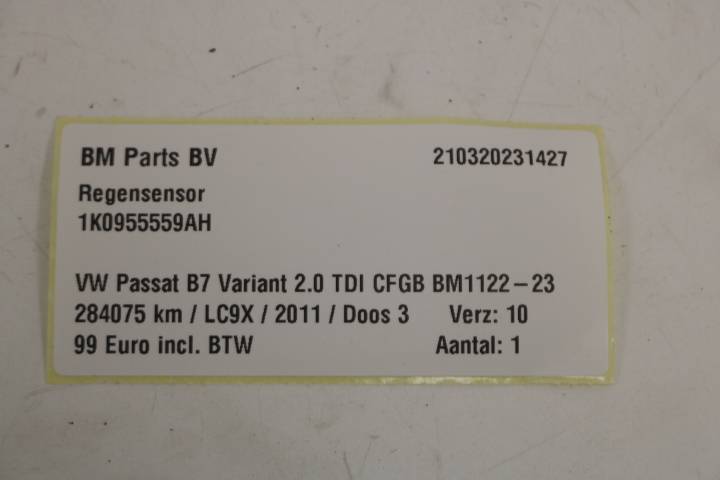 BM Parts BV 210320231427
Regensensor
1K0955559AH
VW Passat B7 Variant 2.0 TDI CFGB BM1122-23
284075 km / LC9X / 2011 / Doos 3 Verz: 10
99 Euro incl. BTW Aantal: 1